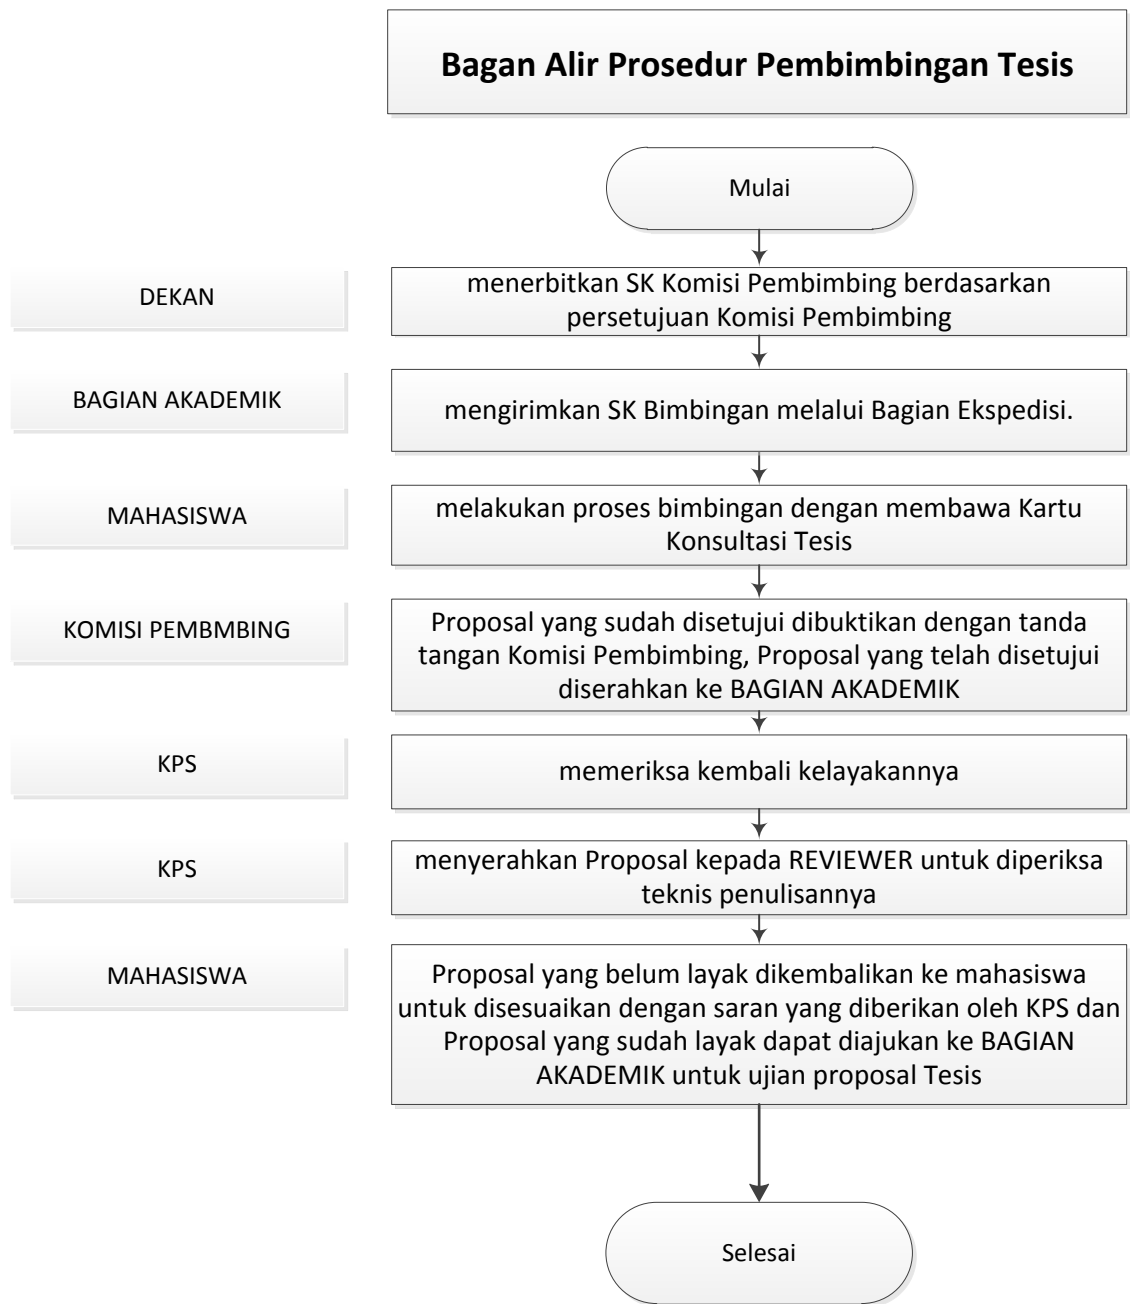 Bagan Alir Prosedur Pembimbingan Tesis
Mulai
DEKAN
menerbitkan SK Komisi Pembimbing berdasarkan
persetujuan Komisi Pembimbing
BAGIAN AKADEMIK
mengirimkan SK Bimbingan melalui Bagian Ekspedisi.
MAHASISWA
melakukan proses bimbingan dengan membawa Kartu
Konsultasi Tesis
KOMISI PEMBMBING
Proposal yang sudah disetujui dibuktikan dengan tanda
tangan Komisi Pembimbing, Proposal yang telah disetujui
diserahkan ke BAGIAN AKADEMIK
KPS
memeriksa kembali kelayakannya
KPS
menyerahkan Proposal kepada REVIEWER untuk diperiksa
teknis penulisannya
MAHASISWA
Proposal yang belum layak dikembalikan ke mahasiswa
untuk disesuaikan dengan saran yang diberikan oleh KPS dan
Proposal yang sudah layak dapat diajukan ke BAGIAN
AKADEMIK untuk ujian proposal Tesis
Selesai